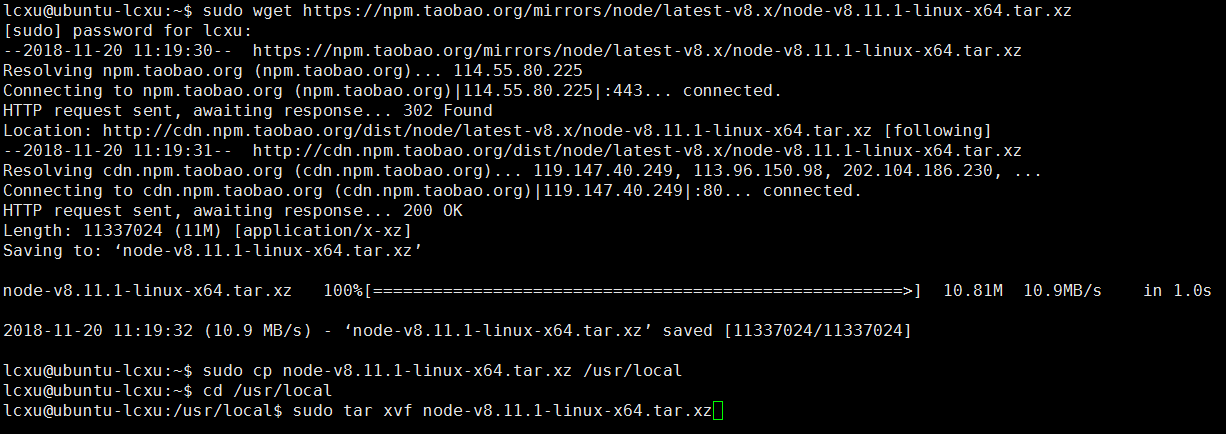 lcxu@ubuntu-lcxu:~$ sudo wget https://npm.taobao.org/mirrors/node/latest-v8.x/node-v8.11.1-linux-x64.tar.xz
[sudo] password for lcxu:
--2018-11-20 11:19:30--  https://npm.taobao.org/mirrors/node/latest-v8.x/node-v8.11.1-linux-x64.tar.xz
Resolving npm.taobao.org (npm.taobao.org)... 114.55.80.225
Connecting to npm.taobao.org (npm.taobao.org)|114.55.80.225|:443... connected.
HTTP request sent, awaiting response... 302 Found
Location: http://cdn.npm.taobao.org/dist/node/latest-v8.x/node-v8.11.1-linux-x64.tar.xz [following]
--2018-11-20 11:19:31--  http://cdn.npm.taobao.org/dist/node/latest-v8.x/node-v8.11.1-linux-x64.tar.xz
Resolving cdn.npm.taobao.org (cdn.npm.taobao.org)... 119.147.40.249, 113.96.150.98, 202.104.186.230, ...
Connecting to cdn.npm.taobao.org (cdn.npm.taobao.org)|119.147.40.249|:80... connected.
HTTP request sent, awaiting response... 200 OK
Length: 11337024 (11M) [application/x-xz]
Saving to: ‘node-v8.11.1-linux-x64.tar.xz’
node-v8.11.1-linux-x64.tar.xz   100%[=====================================================>]  10.81M  10.9MB/s    in 1.0s
2018-11-20 11:19:32 (10.9 MB/s) - ‘node-v8.11.1-linux-x64.tar.xz’ saved [11337024/11337024]
lcxu@ubuntu-lcxu:~$ sudo cp node-v8.11.1-linux-x64.tar.xz /usr/local
lcxu@ubuntu-lcxu:~$ cd /usr/local
lcxu@ubuntu-lcxu:/usr/local$ sudo tar xvf node-v8.11.1-linux-x64.tar.xz